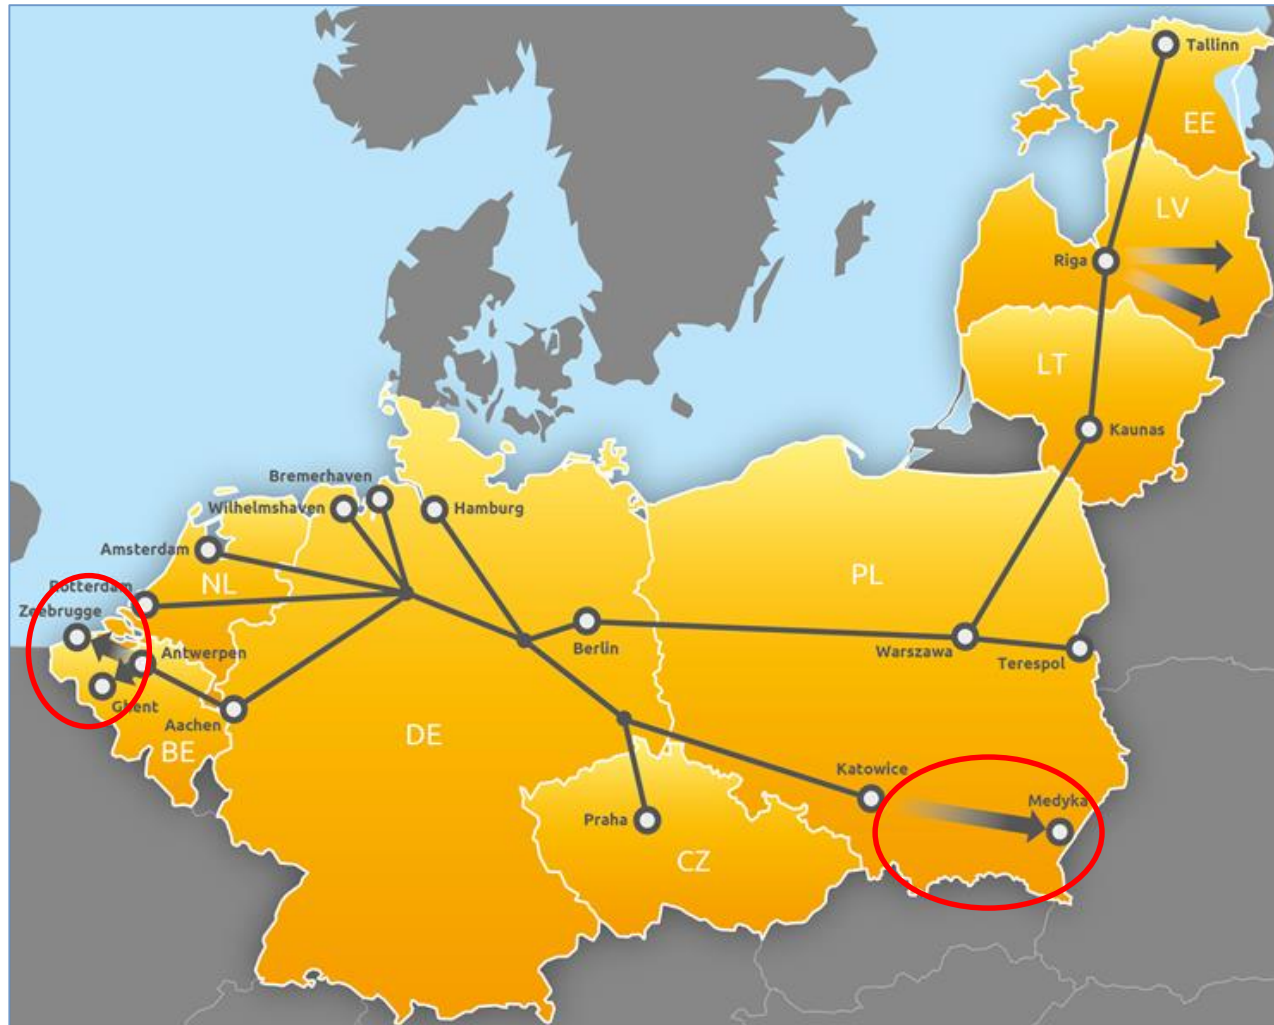 Tallinn
EE
LV
Riga
LT
Kaunas
Bremerhaven
Wilhelmshaven
Hamburg
Amsterdam
NL
PL
Rotterdam
Zeebrugge
Berlin
Warszawa
Terespol
Antwerpen
Ghent
Aachen
BE
DE
Katowice
Medyka
Praha
CZ